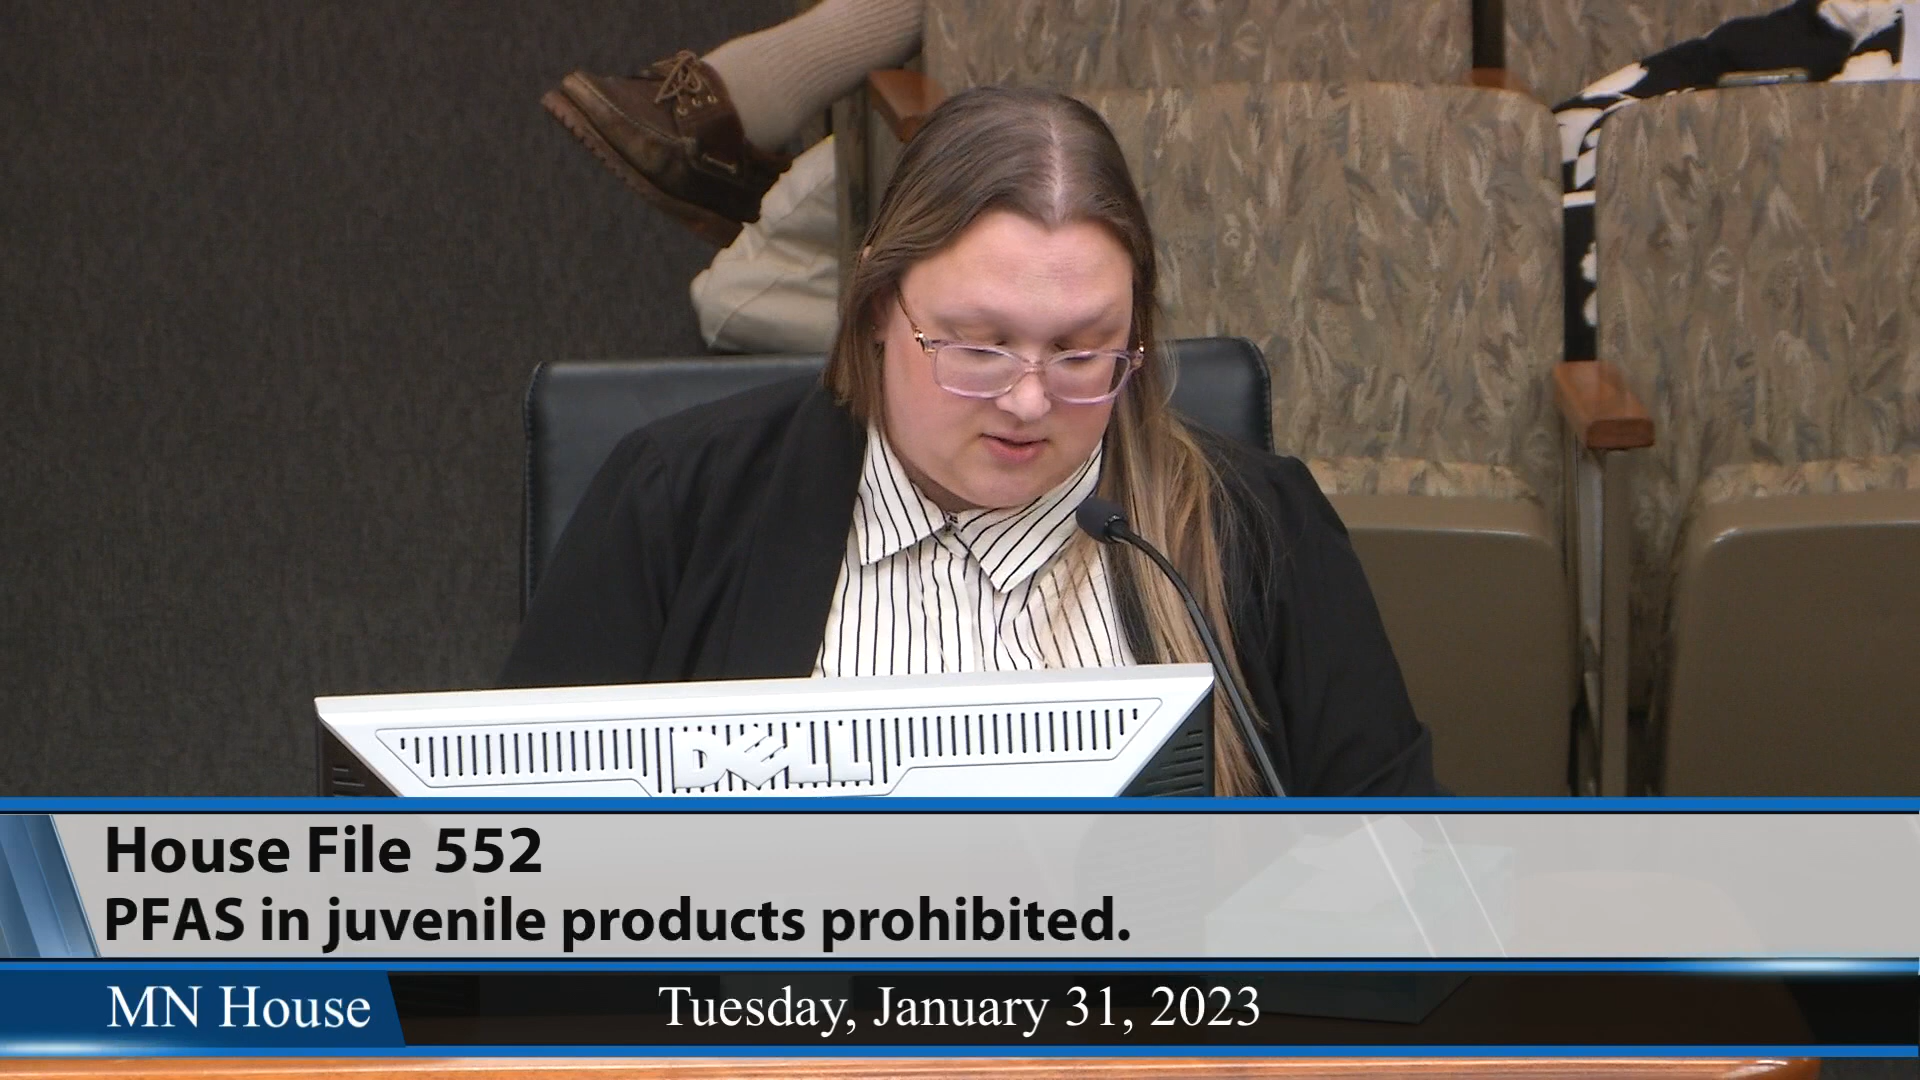 DELL
House File 552
PFAS in juvenile products prohibited.
MN House
Tuesday, January 31, 2023